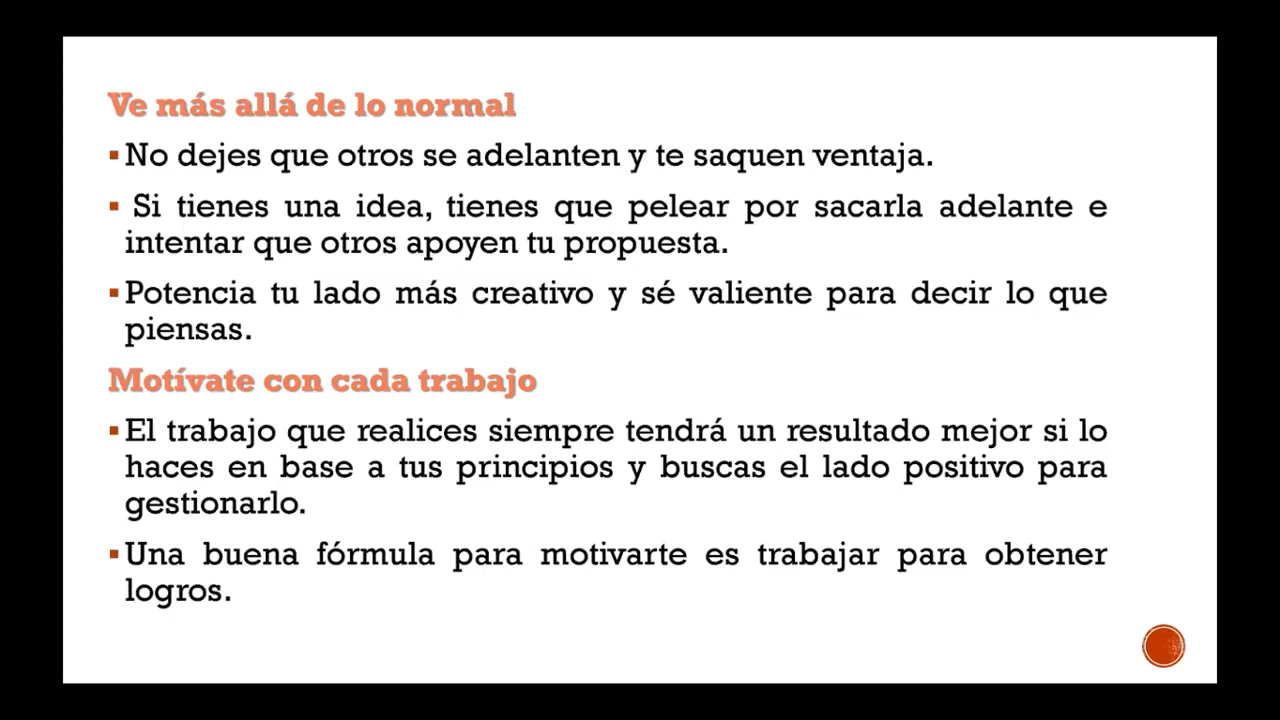 Ve más allá de lo normal
▪No dejes que otros se adelanten y te saquen ventaja.
▪ Si tienes una idea, tienes que pelear por sacarla adelante e
intentar que otros apoyen tu propuesta.
▪Potencia tu lado más creativo y sé valiente para decir lo que
piensas.
Motívate con cada trabajo
▪El trabajo que realices siempre tendrá un resultado mejor si lo
haces en base a tus principios y buscas el lado positivo para
gestionarlo.
▪Una buena fórmula para motivarte es trabajar para obtener
logros.